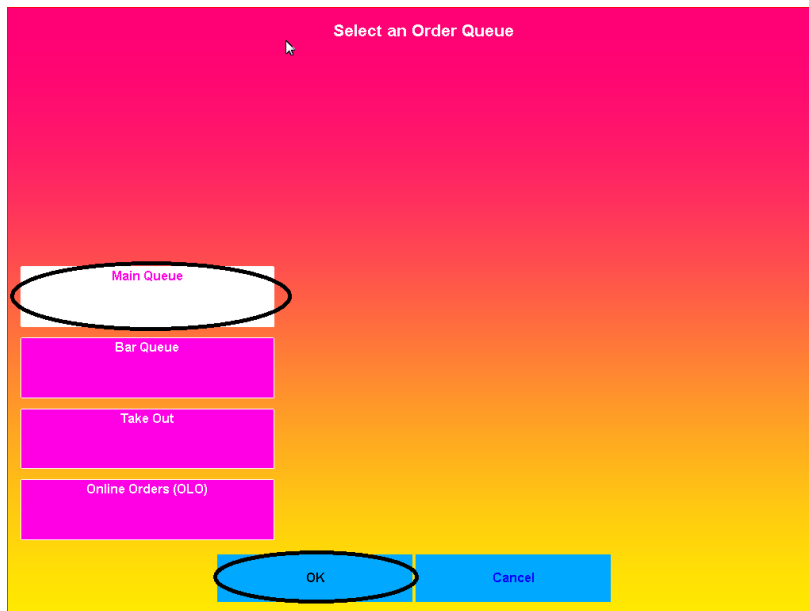 Select an Order Queue
Main Queue
Bar Queue
Take Out
Online Orders (OLO)
OK
Cancel